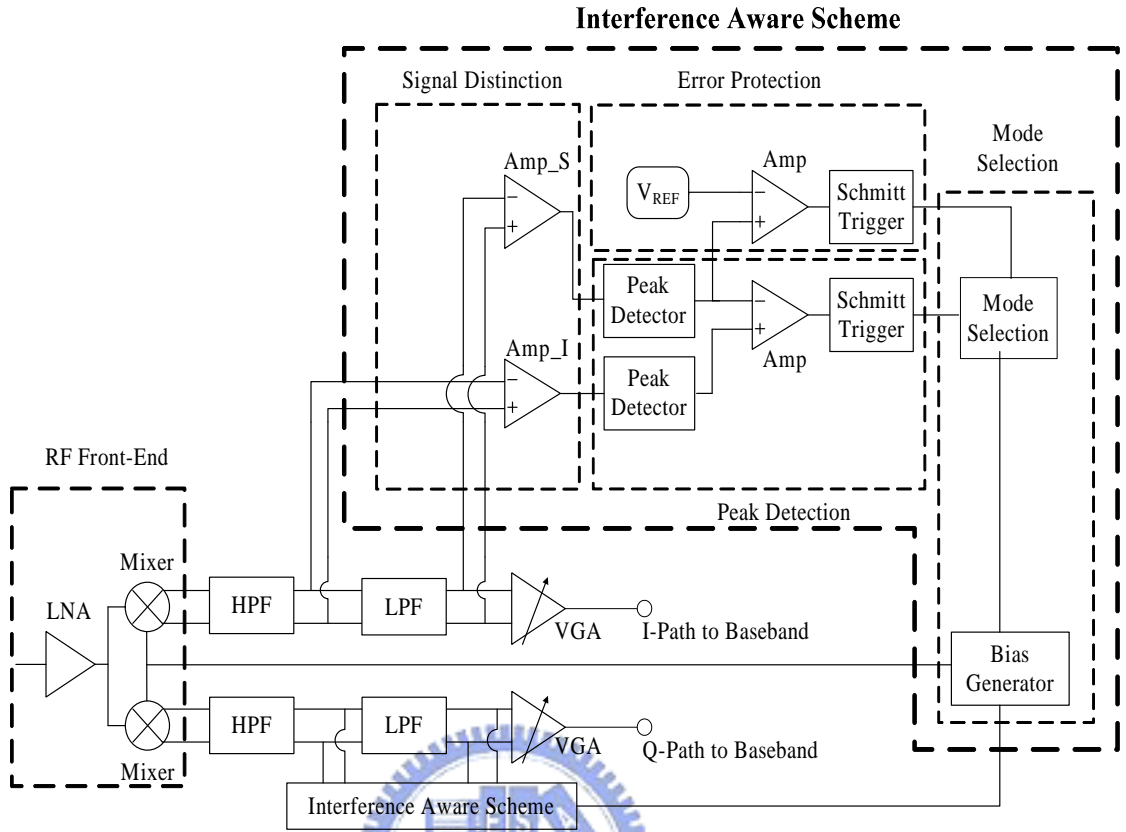 Interference Aware Scheme
Signal Distinction
Error Protection
Mode
Selection
Amp_S
−
+
VREF
Amp
−
+
Schmitt
Trigger
Peak
Detector
−
+
Amp
Schmitt
Trigger
Mode
Selection
Amp_I
−
+
Peak
Detector
Peak Detection
RF Front-End
Mixer
LNA
HPF
LPF
VGA
I-Path to Baseband
Bias
Generator
HPF
LPF
VGA
Q-Path to Baseband
Mixer
Interference Aware Scheme